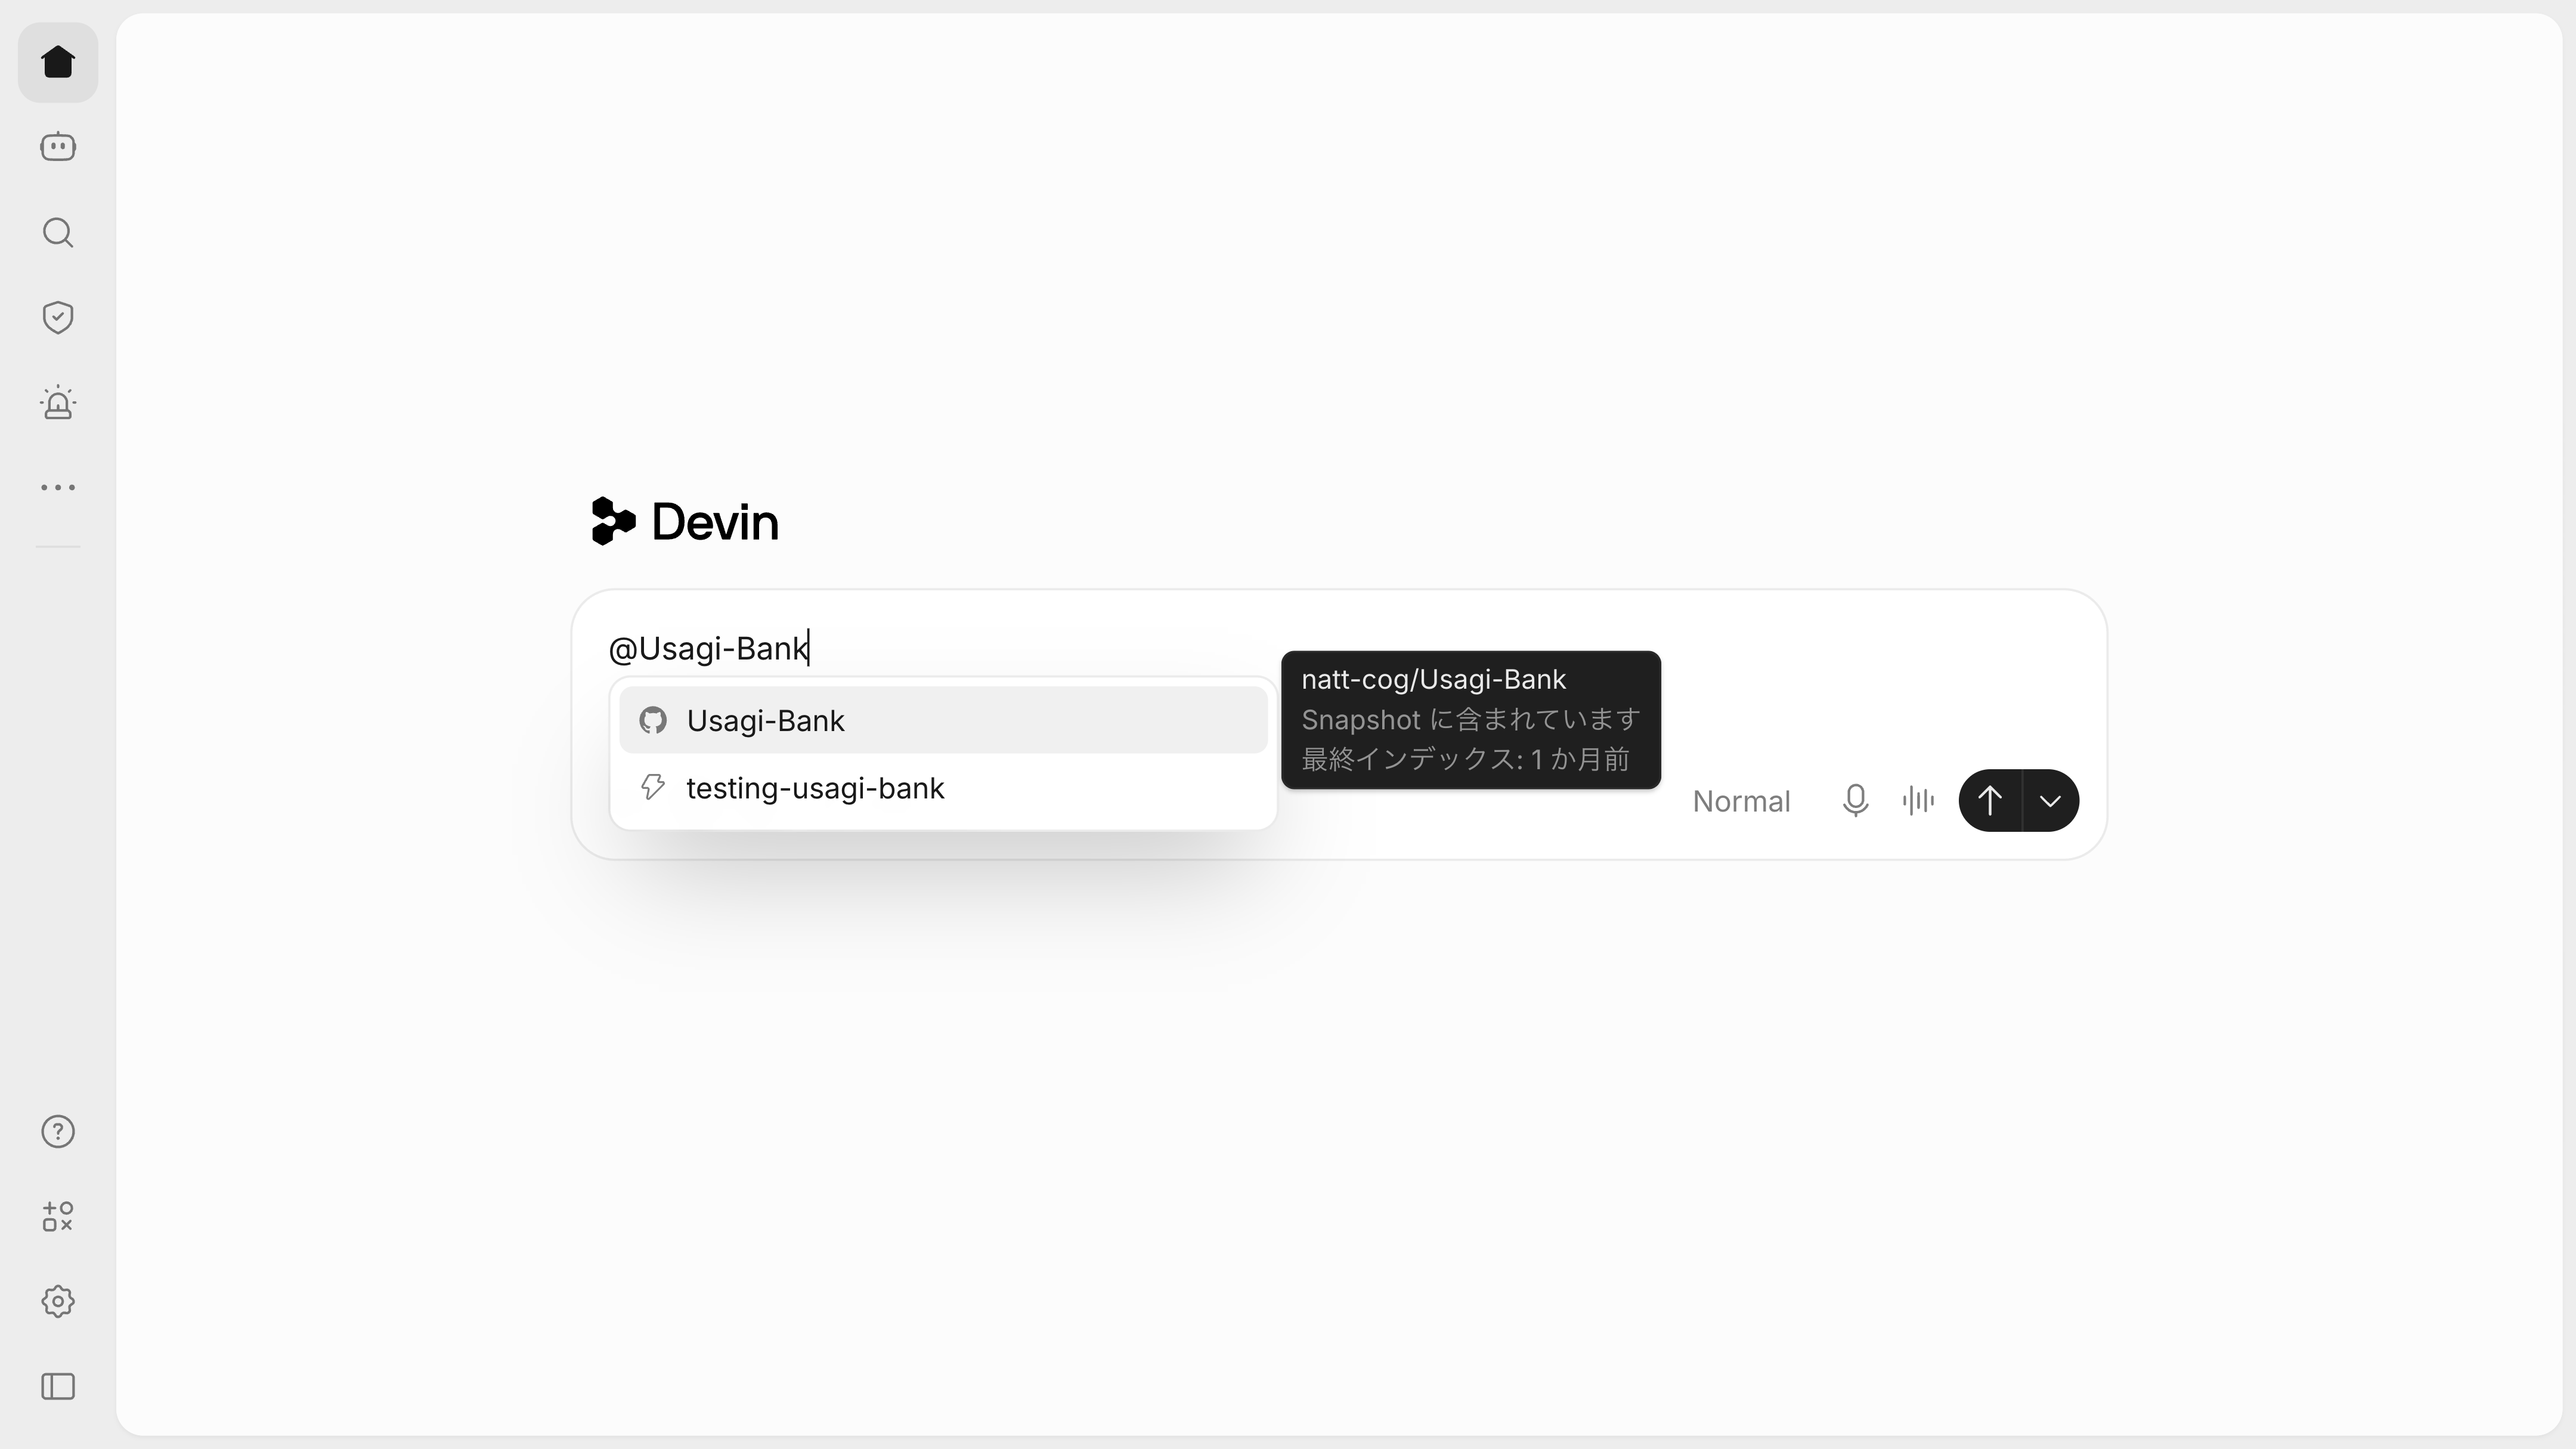 Devin
@Usagi-Bank
Usagi-Bank
testing-usagi-bank
natt-cog/Usagi-Bank
Snapshot に含まれています
最終インデックス: 1 か月前
Normal